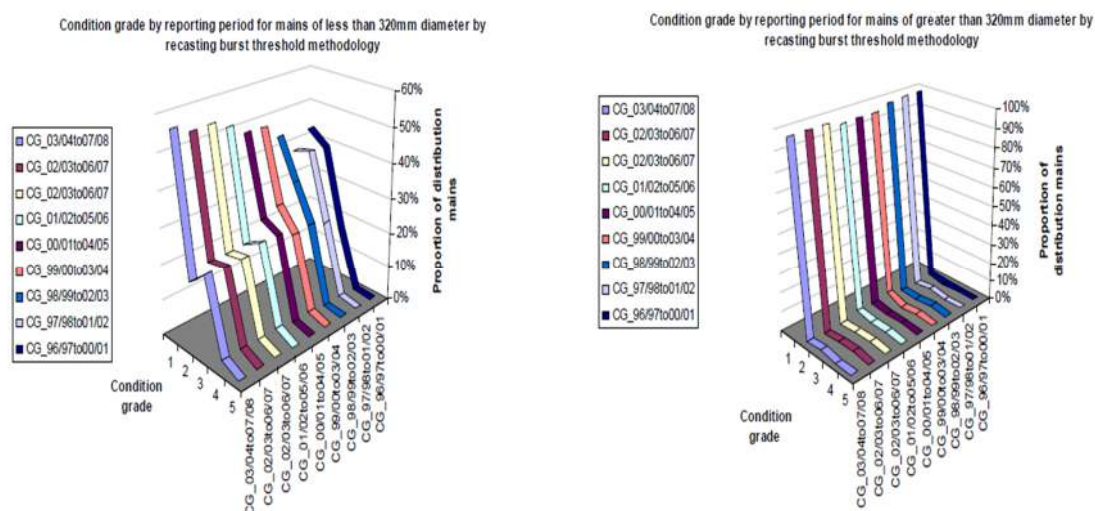 Condition grade by reporting period for mains of less than 320mm diameter by
recasting burst threshold methodology
CG_03/04to07/08
CG_02/03to06/07
CG_02/03to06/07
CG_01/02to05/06
CG_00/01to04/05
CG_99/00to03/04
CG_98/99to02/03
CG_97/98to01/02
CG_96/97to00/01
60%
50%
40%
30%
20%
10%
0%
Proportion of distribution
mains
1
2
3
4
5
Condition
grade
CG_03/04to07/08
CG_02/03to06/07
CG_02/03to06/07
CG_01/02to05/06
CG_00/01to04/05
CG_99/00to03/04
CG_98/99to02/03
CG_97/98to01/02
CG_96/97to00/01
Condition grade by reporting period for mains of greater than 320mm diameter by
recasting burst threshold methodology
CG_03/04to07/08
CG_02/03to06/07
CG_02/03to06/07
CG_01/02to05/06
CG_00/01to04/05
CG_99/00to03/04
CG_98/99to02/03
CG_97/98to01/02
CG_96/97to00/01
100%
90%
80%
70%
60%
50%
40%
30%
20%
10%
0%
Proportion of
distribution mains
1
2
3
4
5
Condition
grade
CG_03/04to07/08
CG_02/03to06/07
CG_02/03to06/07
CG_01/02to05/06
CG_00/01to04/05
CG_99/00to03/04
CG_98/99to02/03
CG_97/98to01/02
CG_96/97to00/01